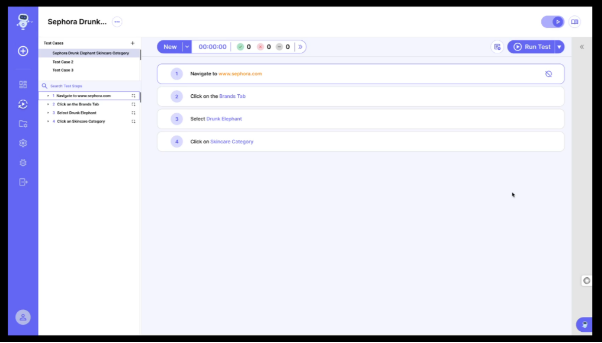 Sephora Drunk...
Test Cases
Sephora Drunk Elephant Skincare Category
Test Case 2
Test Case 3
Search Test Steps
1 Navigate to www.sephora.com
2 Click on the Brands Tab
3 Select Drunk Elephant
4 Click on Skincare Category
New 00:00:00 0 0 0
Run Test
1 Navigate to www.sephora.com
2 Click on the Brands Tab
3 Select Drunk Elephant
4 Click on Skincare Category